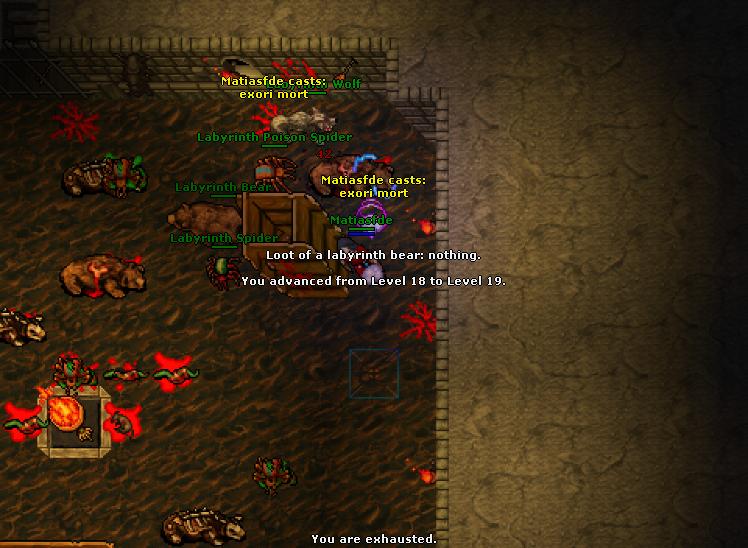 Matiasfde casts:
exori mort
Wolf
Labyrinth Poison Spider
42
Matiasfde casts:
exori mort
Labyrinth Bear
Matiasfde
Labyrinth Spider
Loot of a labyrinth bear: nothing.
You advanced from Level 18 to Level 19.
You are exhausted.